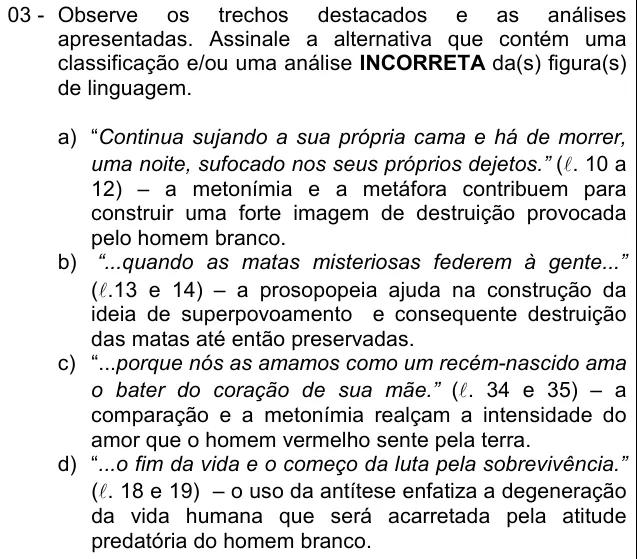 03 - Observe os trechos destacados e as análises
apresentadas. Assinale a alternativa que contém uma
classificação e/ou uma análise INCORRETA da(s) figura(s)
de linguagem.
a) “Continua sujando a sua própria cama e há de morrer,
uma noite, sufocado nos seus próprios dejetos.” (ℓ. 10 a
12) – a metonímia e a metáfora contribuem para
construir uma forte imagem de destruição provocada
pelo homem branco.
b) “...quando as matas misteriosas federem à gente...”
(ℓ.13 e 14) – a prosopopeia ajuda na construção da
ideia de superpovoamento e consequente destruição
das matas até então preservadas.
c) “...porque nós as amamos como um recém-nascido ama
o bater do coração de sua mãe.” (ℓ. 34 e 35) – a
comparação e a metonímia realçam a intensidade do
amor que o homem vermelho sente pela terra.
d) “...o fim da vida e o começo da luta pela sobrevivência.”
(ℓ. 18 e 19) – o uso da antítese enfatiza a degeneração
da vida humana que será acarretada pela atitude
predatória do homem branco.